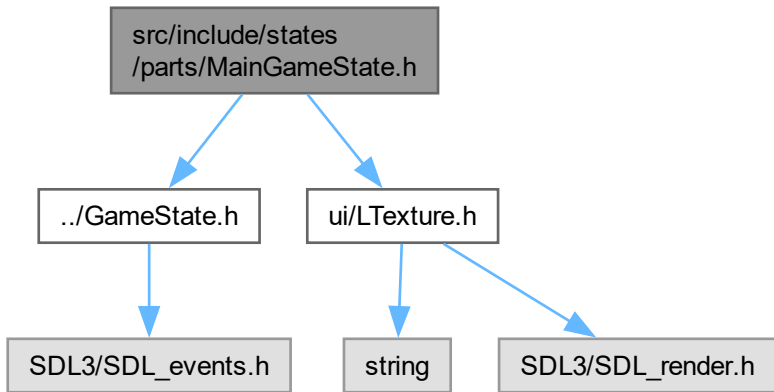 src/include/states
/parts/MainGameState.h
../GameState.h
ui/LTexture.h
SDL3/SDL_events.h
string
SDL3/SDL_render.h